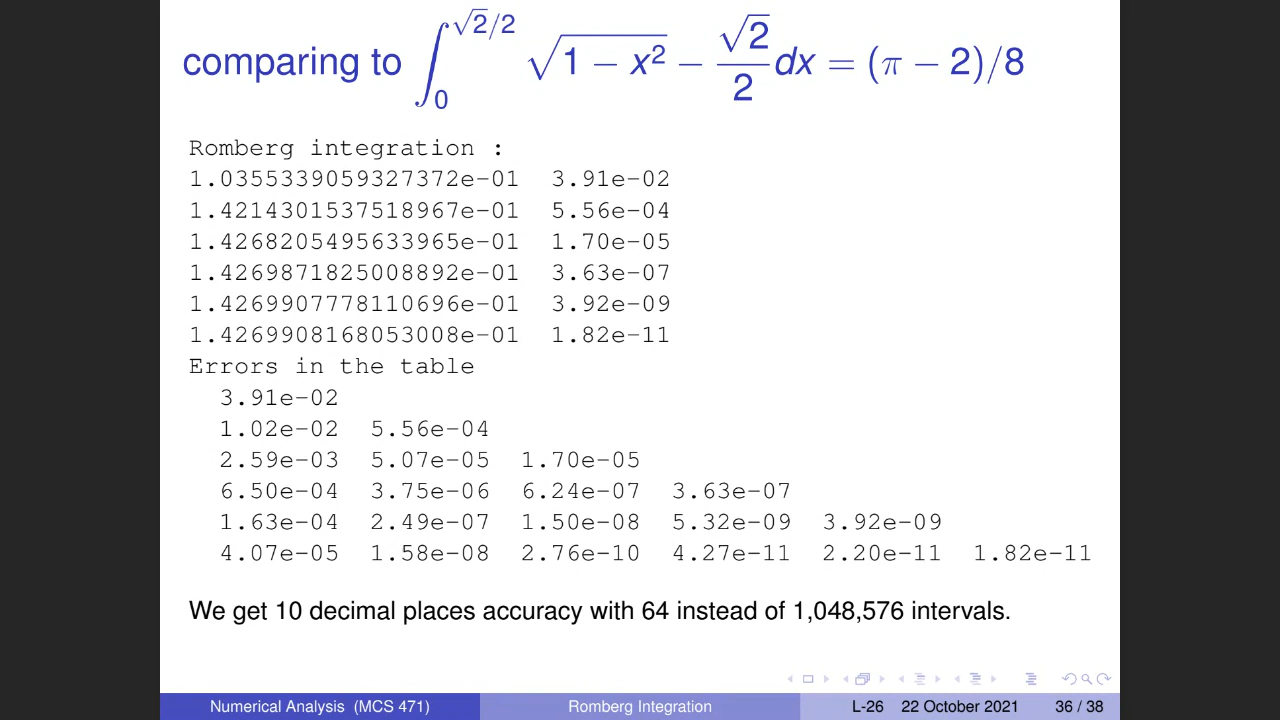 comparing to ∫₀^{√2/2} √(1 − x²) − √2/2 dx = (π − 2)/8
Romberg integration :
1.0355339059327372e−01 3.91e−02
1.4214301537518967e−01 5.56e−04
1.4268205495633965e−01 1.70e−05
1.4269871825008892e−01 3.63e−07
1.4269907778110696e−01 3.92e−09
1.4269908168053008e−01 1.82e−11
Errors in the table
3.91e−02
1.02e−02 5.56e−04
2.59e−03 5.07e−05 1.70e−05
6.50e−04 3.75e−06 6.24e−07 3.63e−07
1.63e−04 2.49e−07 1.50e−08 5.32e−09 3.92e−09
4.07e−05 1.58e−08 2.76e−10 4.27e−11 2.20e−11 1.82e−11
We get 10 decimal places accuracy with 64 instead of 1,048,576 intervals.
Numerical Analysis (MCS 471) Romberg Integration L-26 22 October 2021 36 / 38